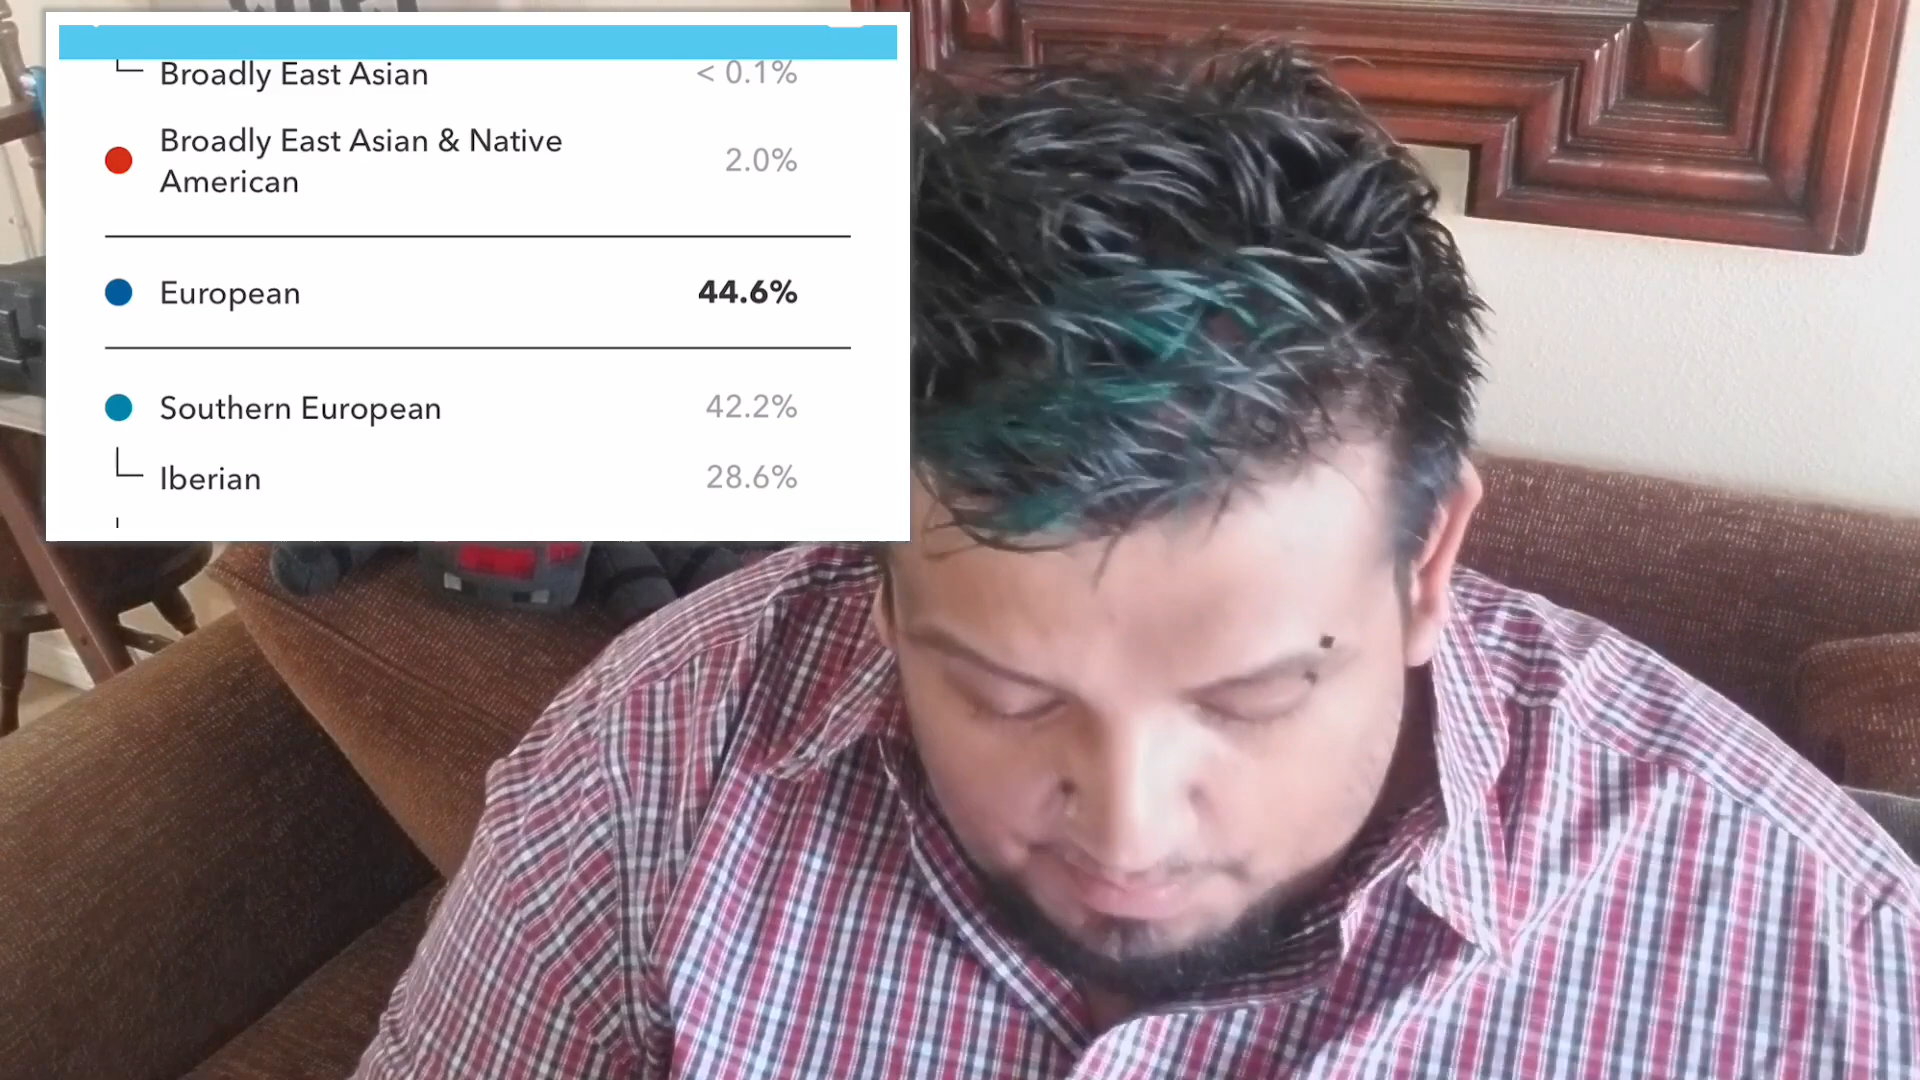 Broadly East Asian < 0.1%
Broadly East Asian & Native 2.0%
American
European 44.6%
Southern European 42.2%
Iberian 28.6%